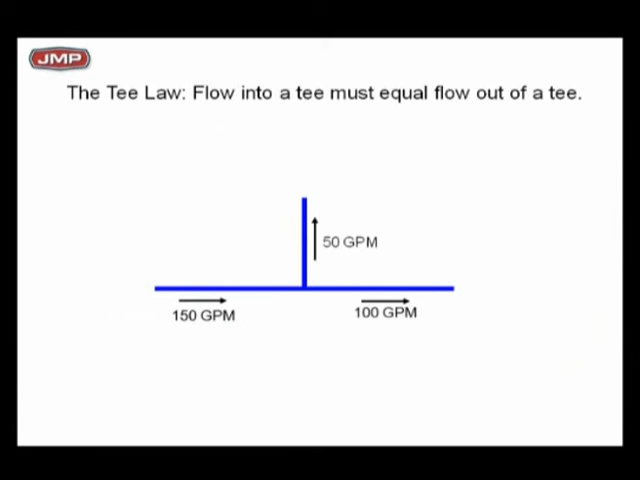 JMP
The Tee Law: Flow into a tee must equal flow out of a tee.
50 GPM
150 GPM
100 GPM